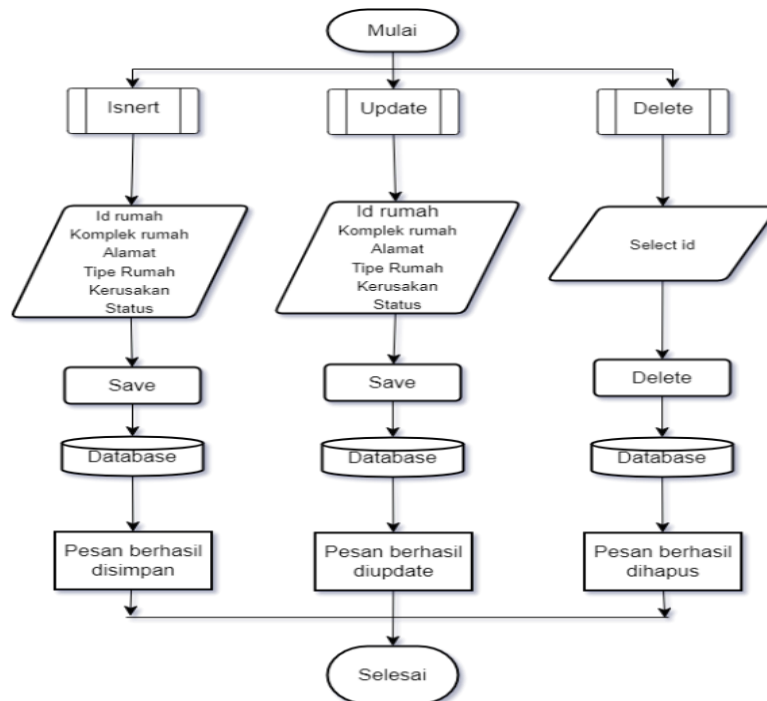 Mulai
Isnert
Update
Delete
Id rumah
Komplek rumah
Alamat
Tipe Rumah
Kerusakan
Status
Id rumah
Komplek rumah
Alamat
Tipe Rumah
Kerusakan
Status
Select id
Save
Save
Delete
Database
Database
Database
Pesan berhasil
disimpan
Pesan berhasil
diupdate
Pesan berhasil
dihapus
Selesai